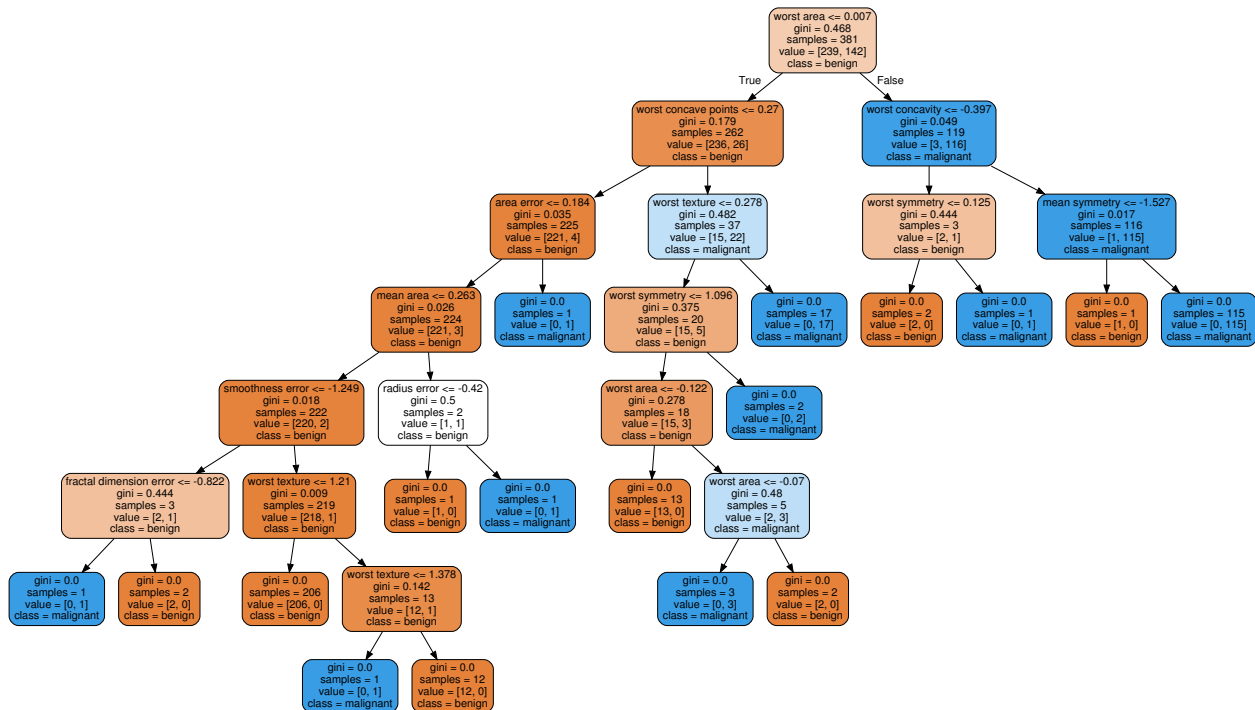 worst area <= 0.007
gini = 0.468
samples = 381
value = [239, 142]
class = benign
True
False
worst concave points <= 0.27
gini = 0.179
samples = 262
value = [236, 26]
class = benign
worst concavity <= -0.397
gini = 0.049
samples = 119
value = [3, 116]
class = malignant
area error <= 0.184
gini = 0.035
samples = 225
value = [221, 4]
class = benign
worst texture <= 0.278
gini = 0.482
samples = 37
value = [15, 22]
class = malignant
worst symmetry <= 0.125
gini = 0.444
samples = 3
value = [2, 1]
class = benign
mean symmetry <= -1.527
gini = 0.017
samples = 116
value = [1, 115]
class = malignant
mean area <= 0.263
gini = 0.026
samples = 224
value = [221, 3]
class = benign
gini = 0.0
samples = 1
value = [0, 1]
class = malignant
worst symmetry <= 1.096
gini = 0.375
samples = 20
value = [15, 5]
class = benign
gini = 0.0
samples = 17
value = [0, 17]
class = malignant
gini = 0.0
samples = 2
value = [2, 0]
class = benign
gini = 0.0
samples = 1
value = [0, 1]
class = malignant
gini = 0.0
samples = 1
value = [1, 0]
class = benign
gini = 0.0
samples = 115
value = [0, 115]
class = malignant
smoothness error <= -1.249
gini = 0.018
samples = 222
value = [220, 2]
class = benign
radius error <= -0.42
gini = 0.5
samples = 2
value = [1, 1]
class = benign
worst area <= -0.122
gini = 0.278
samples = 18
value = [15, 3]
class = benign
gini = 0.0
samples = 2
value = [0, 2]
class = malignant
fractal dimension error <= -0.822
gini = 0.444
samples = 3
value = [2, 1]
class = benign
worst texture <= 1.21
gini = 0.009
samples = 219
value = [218, 1]
class = benign
gini = 0.0
samples = 1
value = [1, 0]
class = benign
gini = 0.0
samples = 1
value = [0, 1]
class = malignant
gini = 0.0
samples = 13
value = [13, 0]
class = benign
worst area <= -0.07
gini = 0.48
samples = 5
value = [2, 3]
class = malignant
gini = 0.0
samples = 1
value = [0, 1]
class = malignant
gini = 0.0
samples = 2
value = [2, 0]
class = benign
gini = 0.0
samples = 206
value = [206, 0]
class = benign
worst texture <= 1.378
gini = 0.142
samples = 13
value = [12, 1]
class = benign
gini = 0.0
samples = 3
value = [0, 3]
class = malignant
gini = 0.0
samples = 2
value = [2, 0]
class = benign
gini = 0.0
samples = 1
value = [0, 1]
class = malignant
gini = 0.0
samples = 12
value = [12, 0]
class = benign